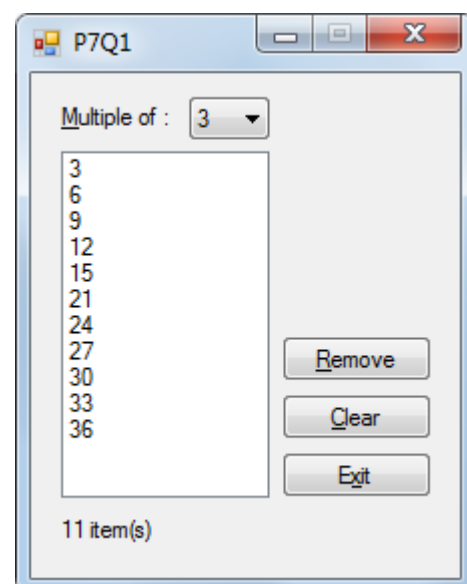 P7Q1
Multiple of : 3
3
6
9
12
15
21
24
27
30
33
36
Remove
Clear
Exit
11 item(s)